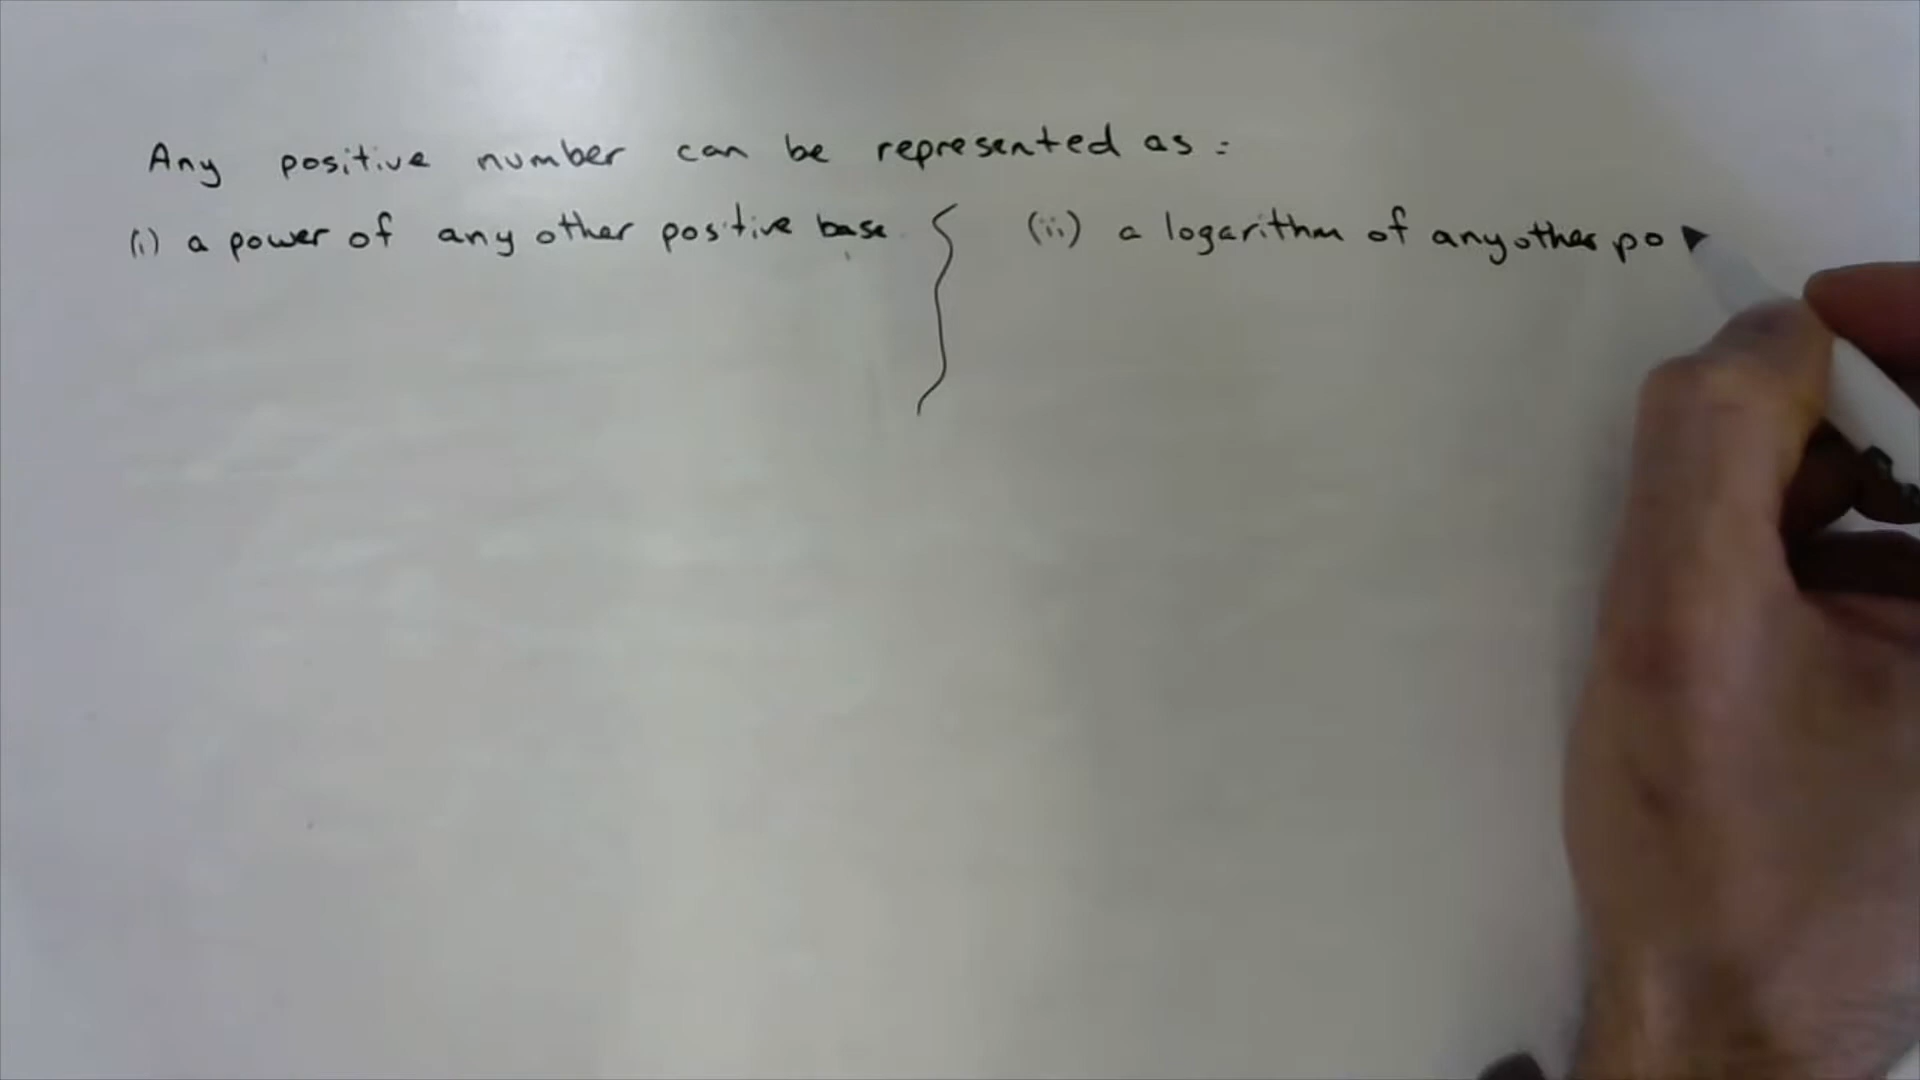 Any positive number can be represented as :
(i) a power of any other positive base
(ii) a logarithm of any other po